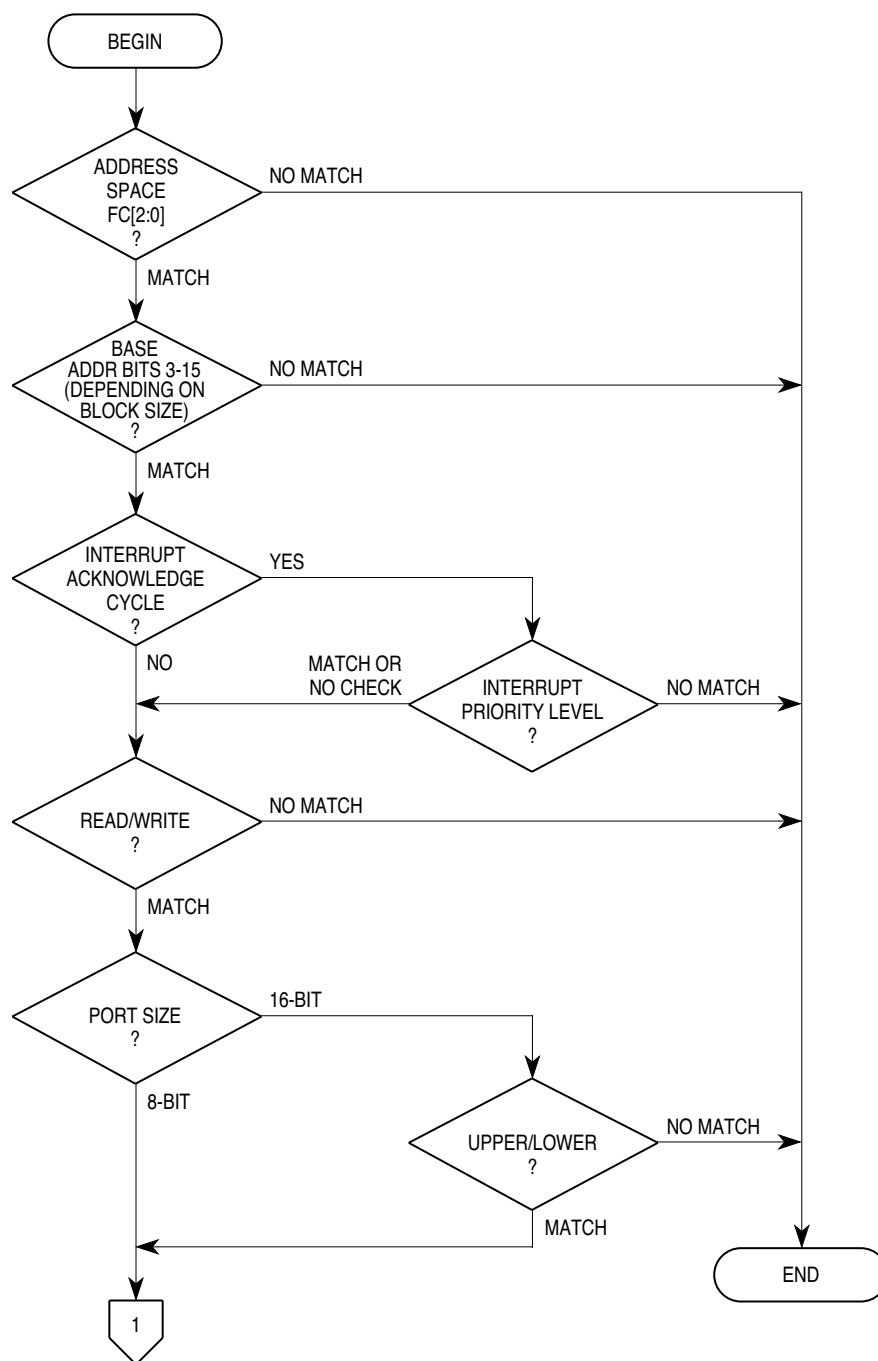 BEGIN
ADDRESS
SPACE
FC[2:0]
?
NO MATCH
MATCH
BASE
ADDR BITS 3-15
(DEPENDING ON
BLOCK SIZE)
?
NO MATCH
MATCH
INTERRUPT
ACKNOWLEDGE
CYCLE
?
YES
NO
MATCH OR
NO CHECK
INTERRUPT
PRIORITY LEVEL
?
NO MATCH
READ/WRITE
?
NO MATCH
MATCH
PORT SIZE
?
16-BIT
8-BIT
UPPER/LOWER
?
NO MATCH
MATCH
END
1